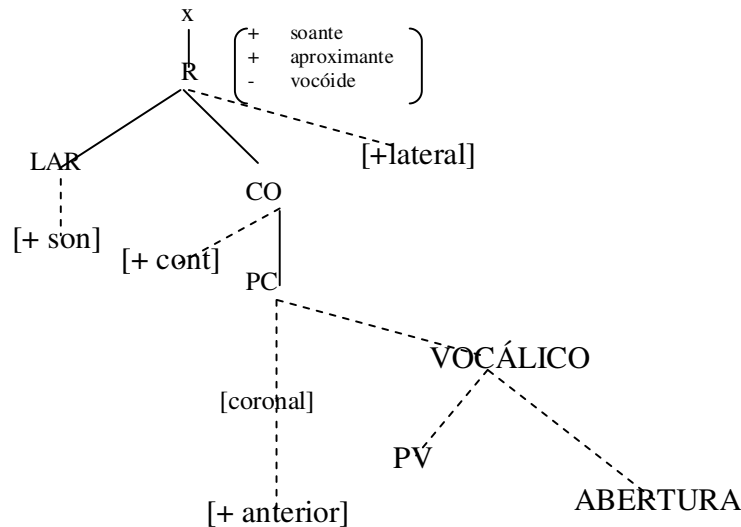 x
+ soante
+ aproximante
R
- vocóide
LAR
[+lateral]
CO
[+ son]
[+ cont]
PC
VOCÁLICO
[coronal]
PV
ABERTURA
[+ anterior]